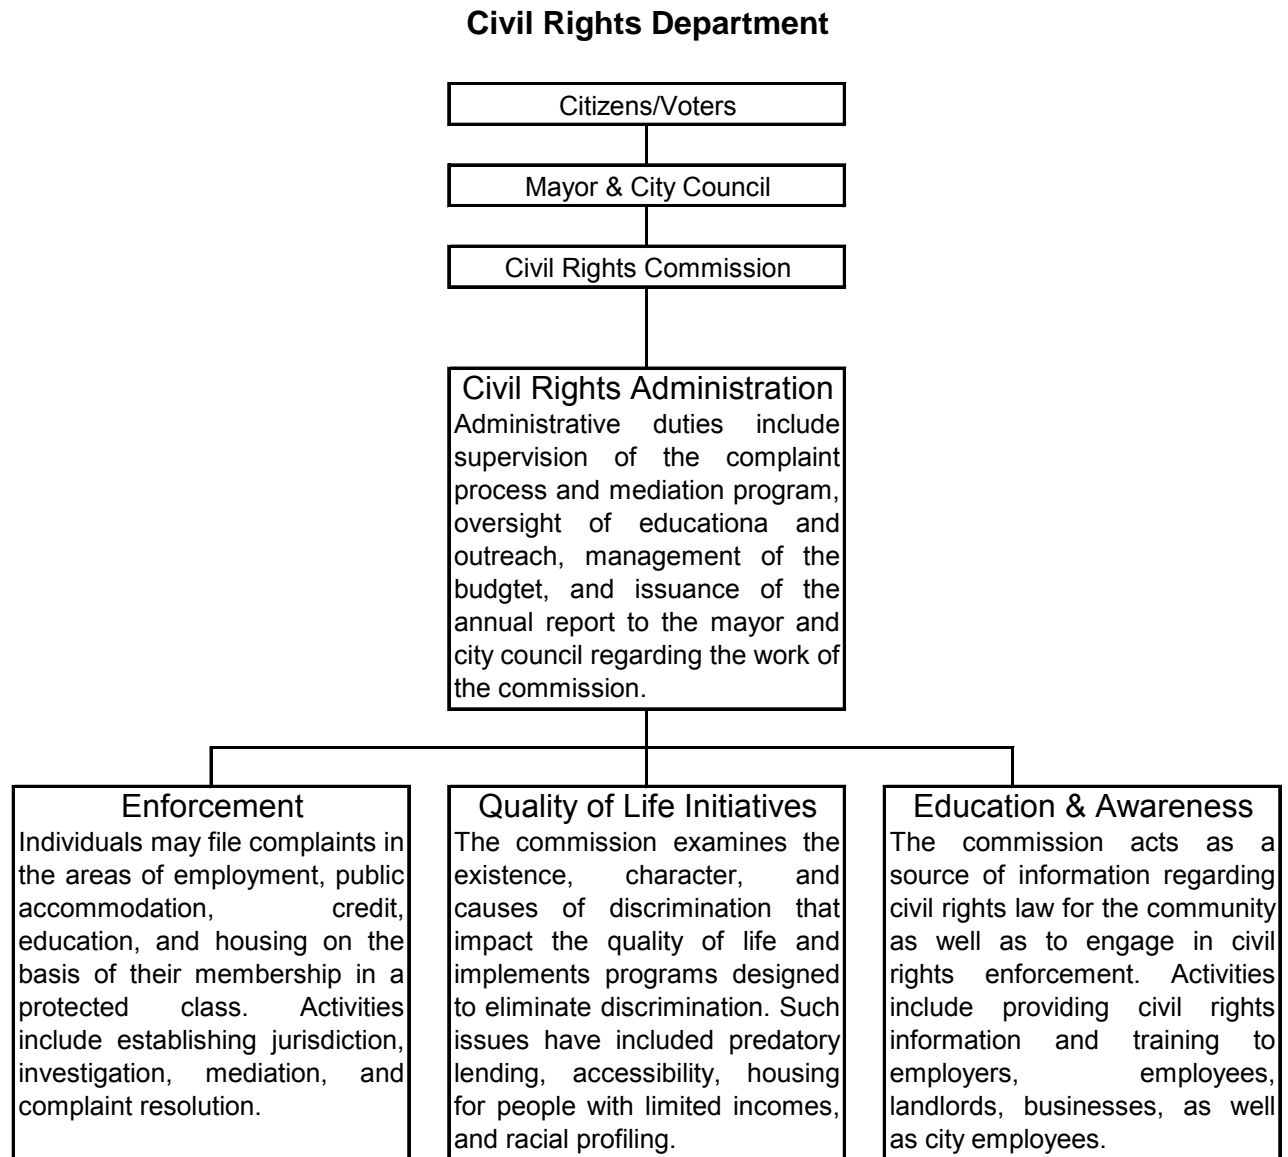 Civil Rights Department
Citizens/Voters
Mayor & City Council
Civil Rights Commission
Civil Rights Administration
Administrative duties include
supervision of the complaint
process and mediation program,
oversight of educationa and
outreach, management of the
budgtet, and issuance of the
annual report to the mayor and
city council regarding the work of
the commission.
Enforcement
Individuals may file complaints in
the areas of employment, public
accommodation, credit,
education, and housing on the
basis of their membership in a
protected class. Activities
include establishing jurisdiction,
investigation, mediation, and
complaint resolution.
Quality of Life Initiatives
The commission examines the
existence, character, and
causes of discrimination that
impact the quality of life and
implements programs designed
to eliminate discrimination. Such
issues have included predatory
lending, accessibility, housing
for people with limited incomes,
and racial profiling.
Education & Awareness
The commission acts as a
source of information regarding
civil rights law for the community
as well as to engage in civil
rights enforcement. Activities
include providing civil rights
information and training to
employers, employees,
landlords, businesses, as well
as city employees.